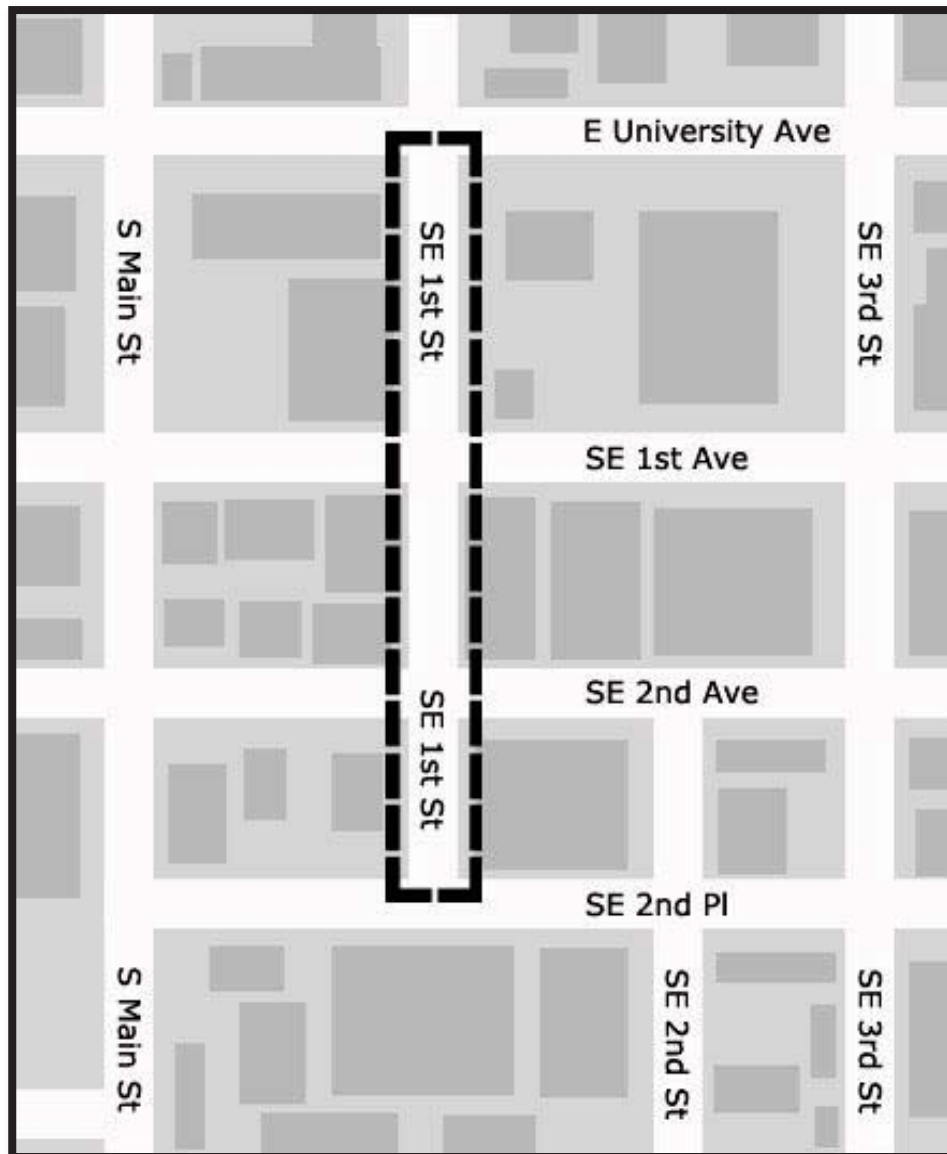 E University Ave
S Main St
SE 1st St
SE 3rd St
SE 1st Ave
SE 2nd Ave
SE 1st St
SE 2nd Pl
S Main St
SE 2nd St
SE 3rd St